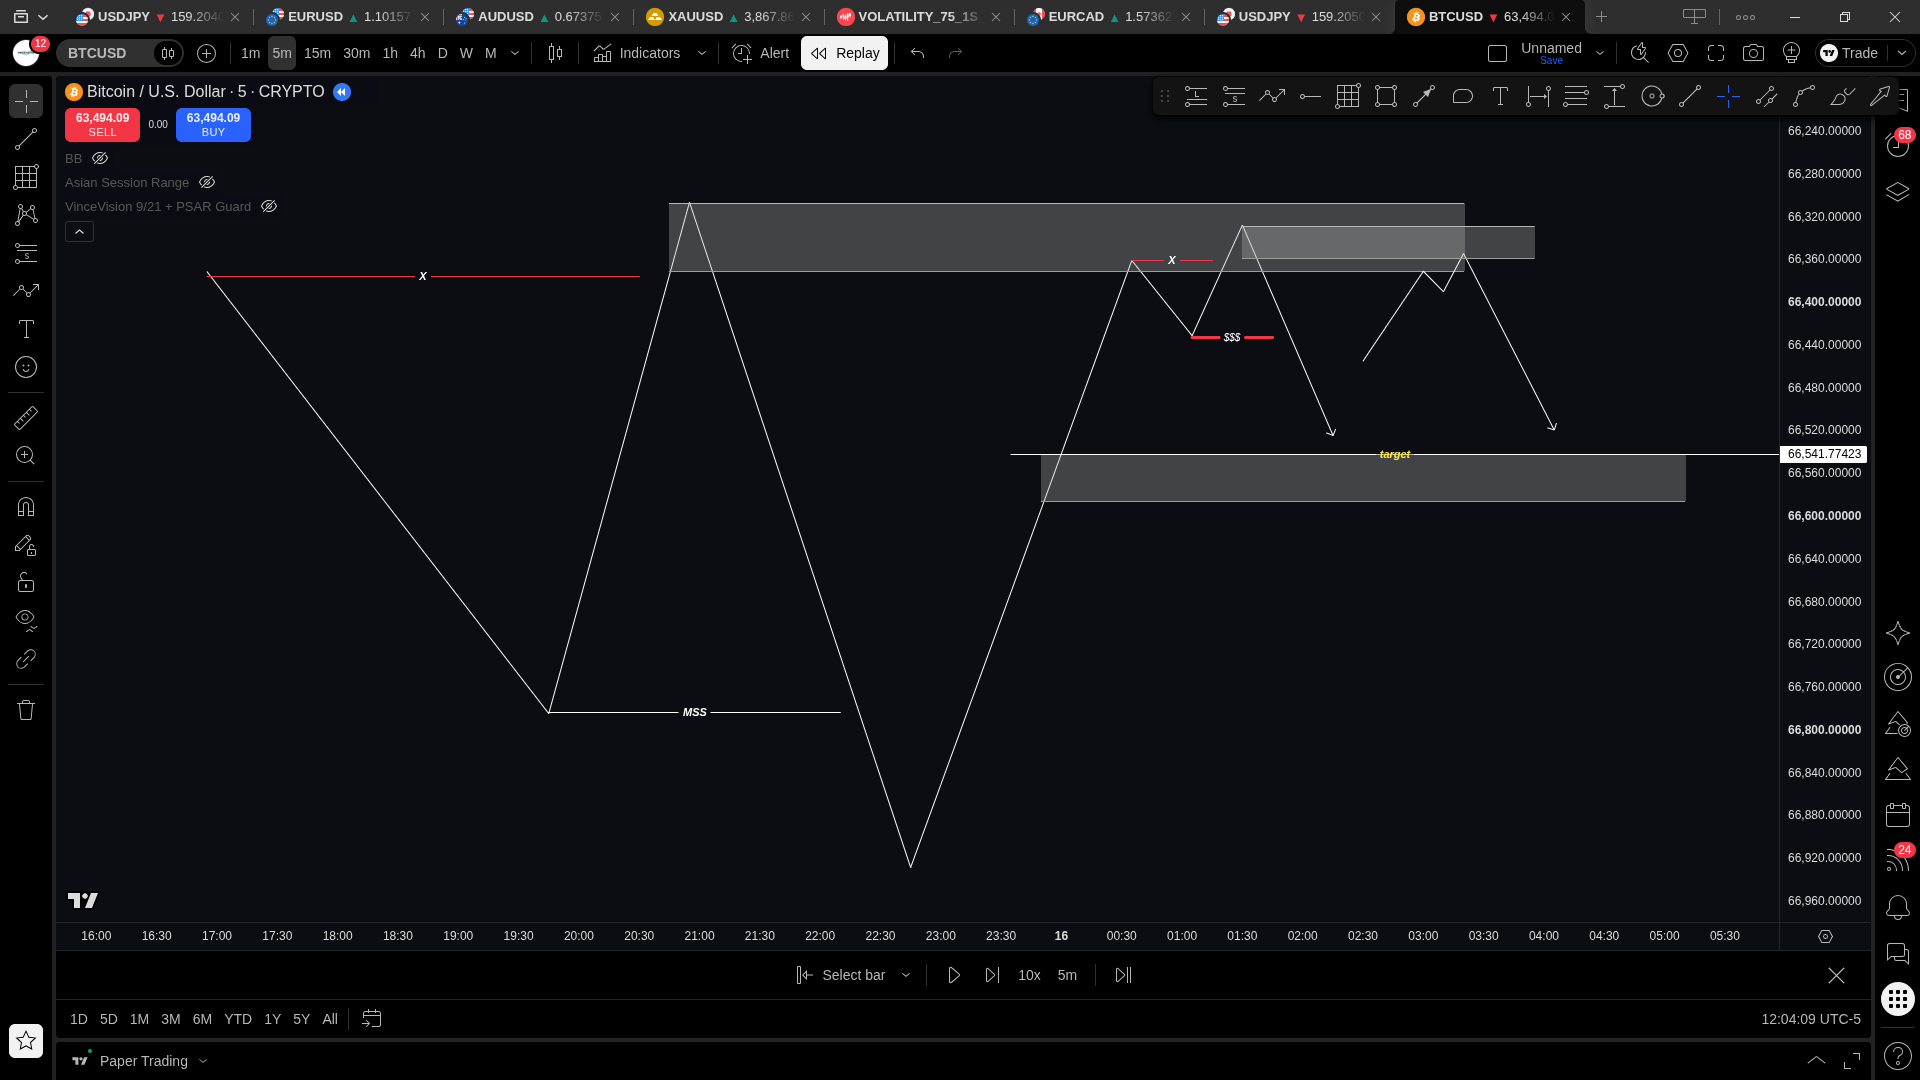 USDJPY ▼ 159.2040
EURUSD ▲ 1.10157
AUDUSD ▲ 0.67375
XAUUSD ▲ 3,867.86
VOLATILITY_75_1S
EURCAD ▲ 1.57362
USDJPY ▼ 159.2050
BTCUSD ▼ 63,494.0
12
BTCUSD
1m 5m 15m 30m 1h 4h D W M
Indicators
Alert
Replay
Unnamed
Save
Trade
Bitcoin / U.S. Dollar · 5 · CRYPTO
63,494.09
SELL
0.00
63,494.09
BUY
BB
Asian Session Range
VinceVision 9/21 + PSAR Guard
X
X
$$$
target
MSS
66,240.00000
66,280.00000
66,320.00000
66,360.00000
66,400.00000
66,440.00000
66,480.00000
66,520.00000
66,541.77423
66,560.00000
66,600.00000
66,640.00000
66,680.00000
66,720.00000
66,760.00000
66,800.00000
66,840.00000
66,880.00000
66,920.00000
66,960.00000
68
24
16:00 16:30 17:00 17:30 18:00 18:30 19:00 19:30 20:00 20:30 21:00 21:30 22:00 22:30 23:00 23:30 16 00:30 01:00 01:30 02:00 02:30 03:00 03:30 04:00 04:30 05:00 05:30
Select bar
10x
5m
1D 5D 1M 3M 6M YTD 1Y 5Y All
12:04:09 UTC-5
Paper Trading